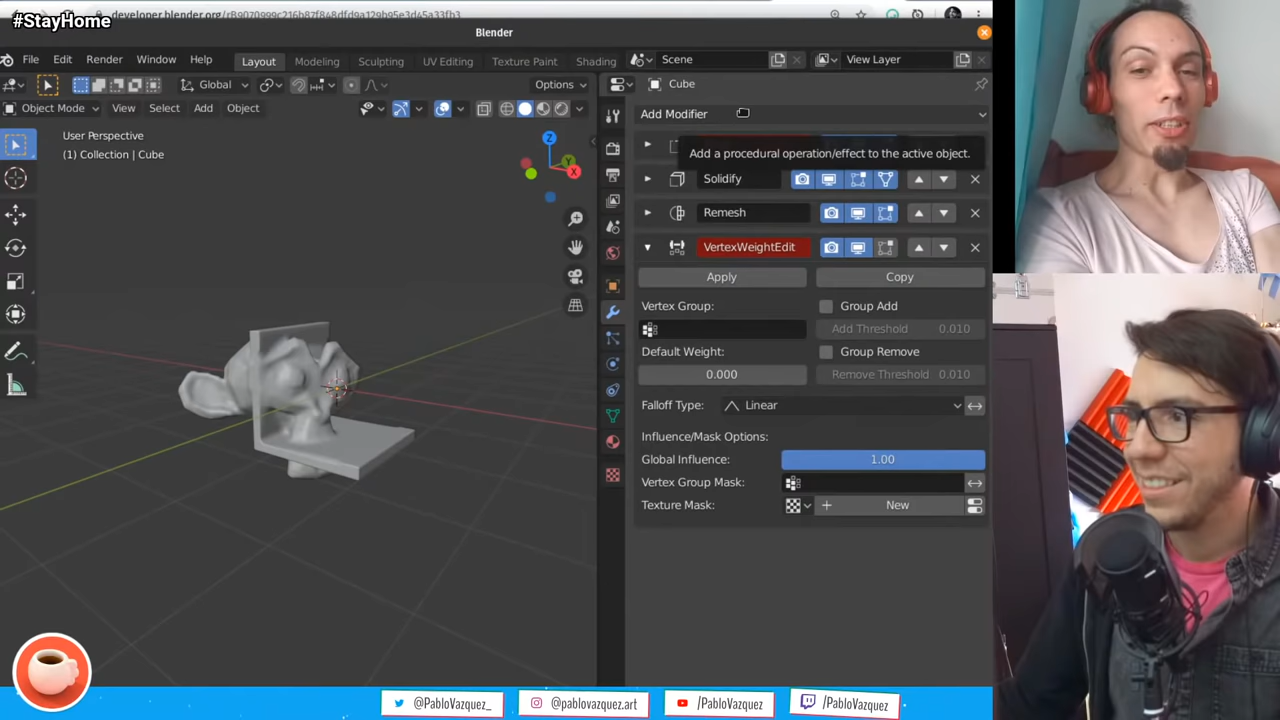 #StayHome
developer.blender.org/rB9070999c216b87f848dfd9a129b95e3d45a33fb3
Blender
File Edit Render Window Help Layout Modeling Sculpting UV Editing Texture Paint Shading Scene View Layer
Global Options Cube
Object Mode View Select Add Object Add Modifier
User Perspective
(1) Collection | Cube
Z
Y
X
Add a procedural operation/effect to the active object.
Solidify
Remesh
VertexWeightEdit
Apply Copy
Vertex Group: Group Add
Add Threshold 0.010
Default Weight: Group Remove
0.000 Remove Threshold 0.010
Falloff Type: Linear
Influence/Mask Options:
Global Influence: 1.00
Vertex Group Mask:
Texture Mask: New
@PabloVazquez_ @pablovazquez.art /PabloVazquez /PabloVazquez